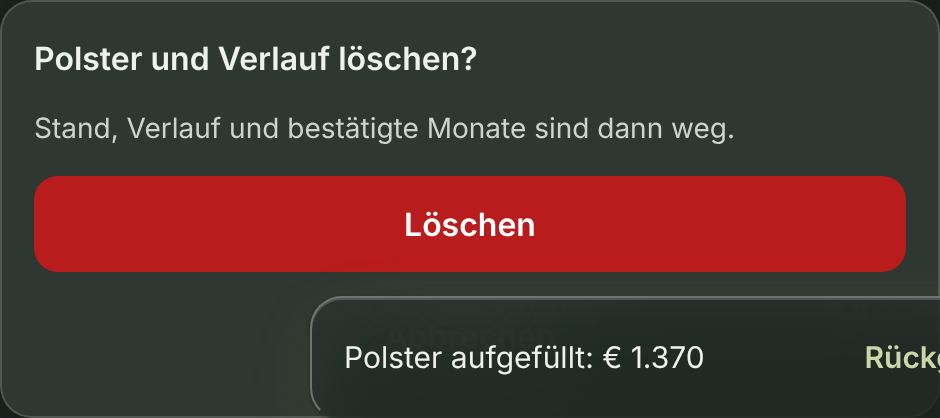 Polster und Verlauf löschen?
Stand, Verlauf und bestätigte Monate sind dann weg.
Löschen
Polster aufgefüllt: € 1.370